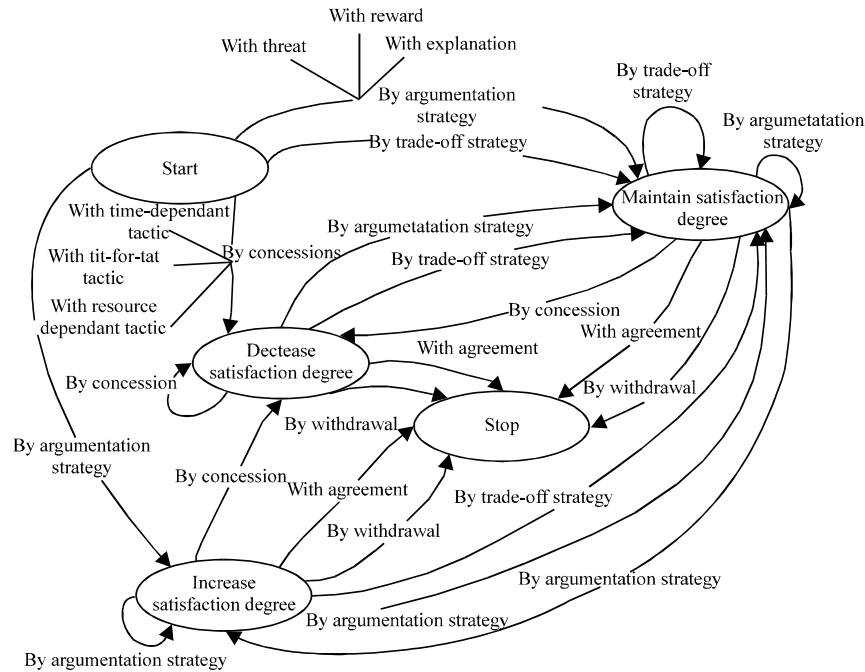 With reward
With threat
With explanation
By argumentation
strategy
By trade-off strategy
By trade-off
strategy
By argumetatation
strategy
Start
Maintain satisfaction
degree
With time-dependant
tactic
With tit-for-tat
tactic
With resource
dependant tactic
By concessions
By argumetatation strategy
By trade-off strategy
By concession
With agreement
By withdrawal
Dectease
satisfaction degree
By concession
With agreement
By withdrawal
Stop
By argumentation
strategy
By concession
With agreement
By withdrawal
By trade-off strategy
By argumentation strategy
Increase
satisfaction degree
By argumentation strategy
By argumentation strategy